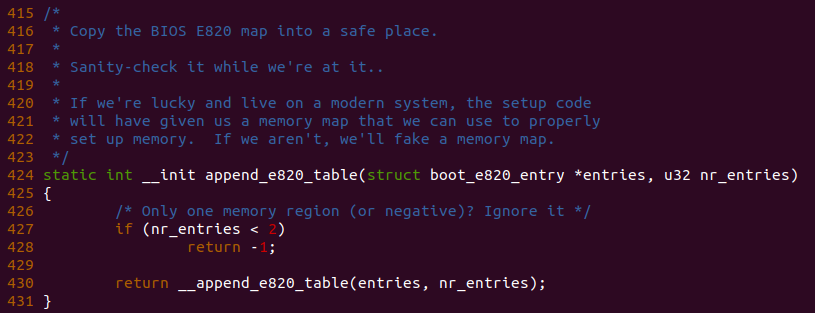 415 /*
416  * Copy the BIOS E820 map into a safe place.
417  *
418  * Sanity-check it while we're at it..
419  *
420  * If we're lucky and live on a modern system, the setup code
421  * will have given us a memory map that we can use to properly
422  * set up memory.  If we aren't, we'll fake a memory map.
423  */
424 static int __init append_e820_table(struct boot_e820_entry *entries, u32 nr_entries)
425 {
426         /* Only one memory region (or negative)? Ignore it */
427         if (nr_entries < 2)
428                 return -1;
429
430         return __append_e820_table(entries, nr_entries);
431 }